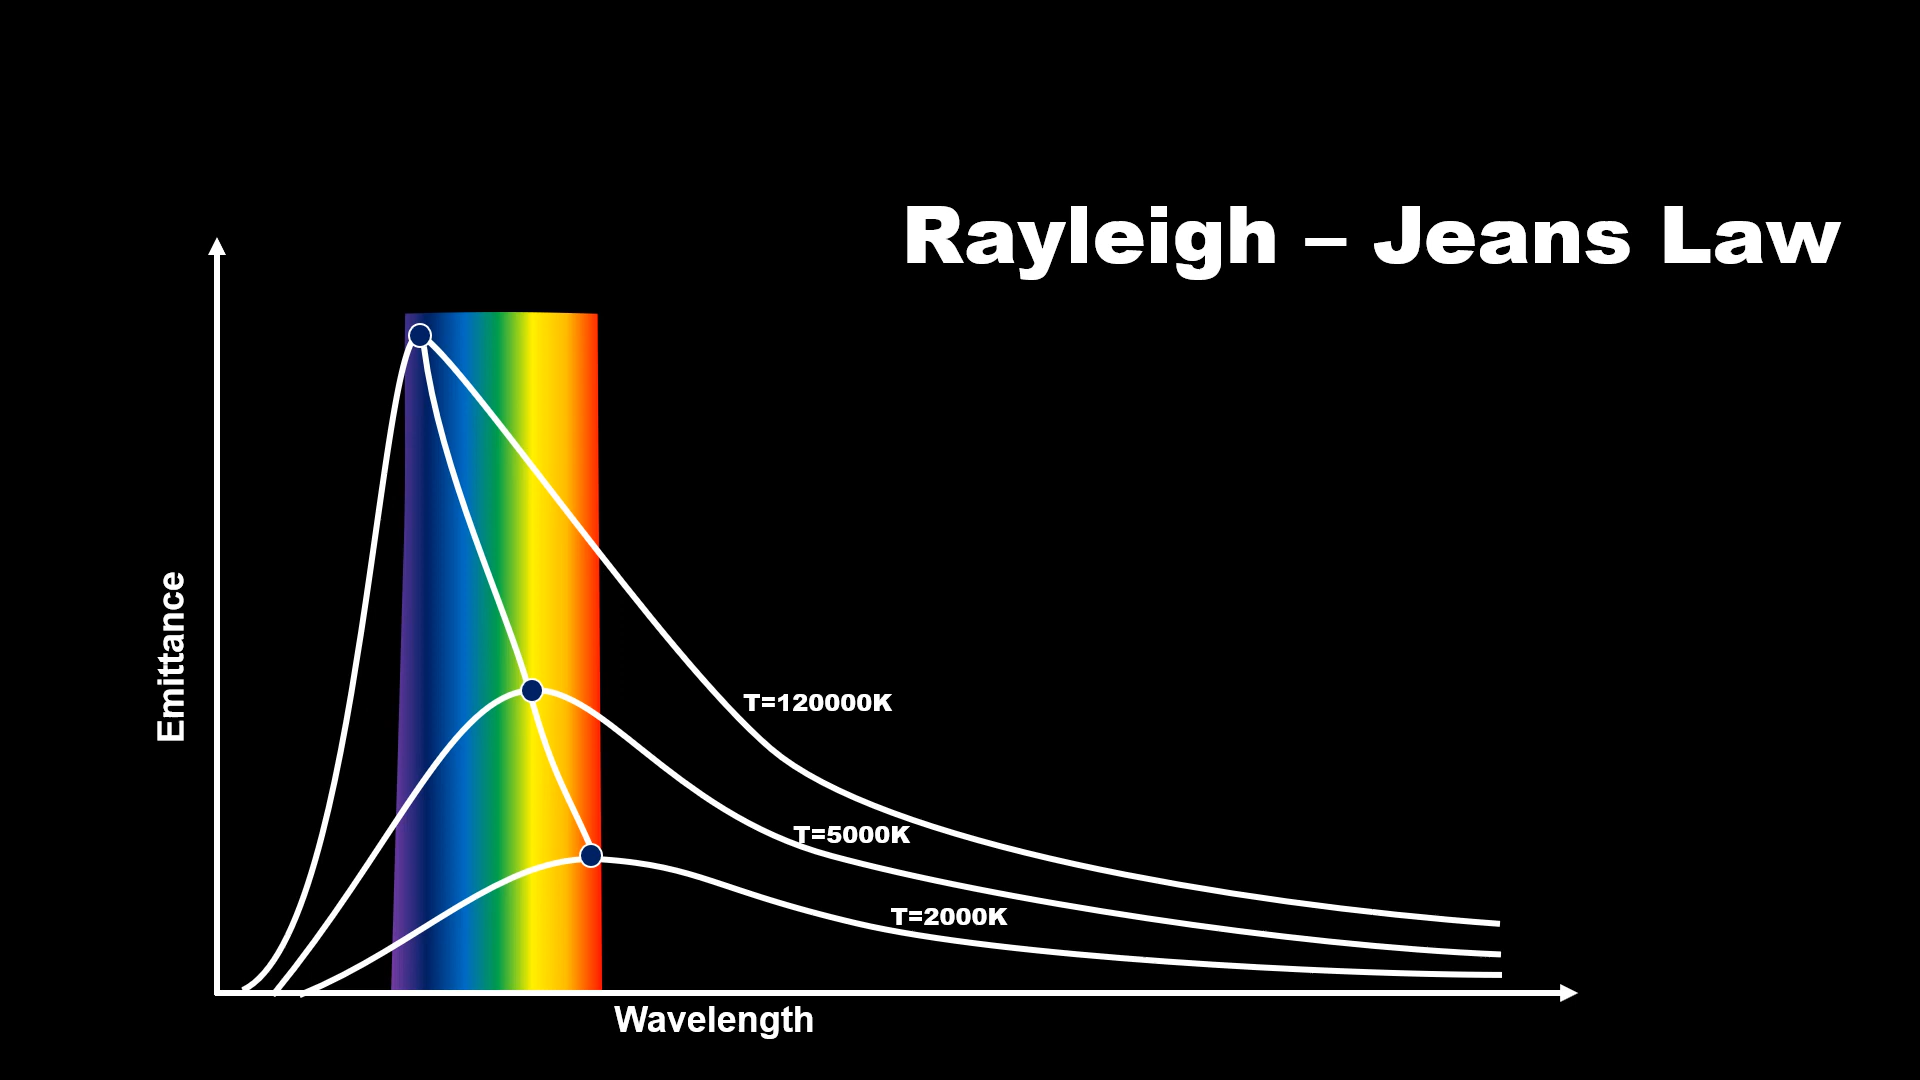 Rayleigh – Jeans Law
Emittance
T=120000K
T=5000K
T=2000K
Wavelength